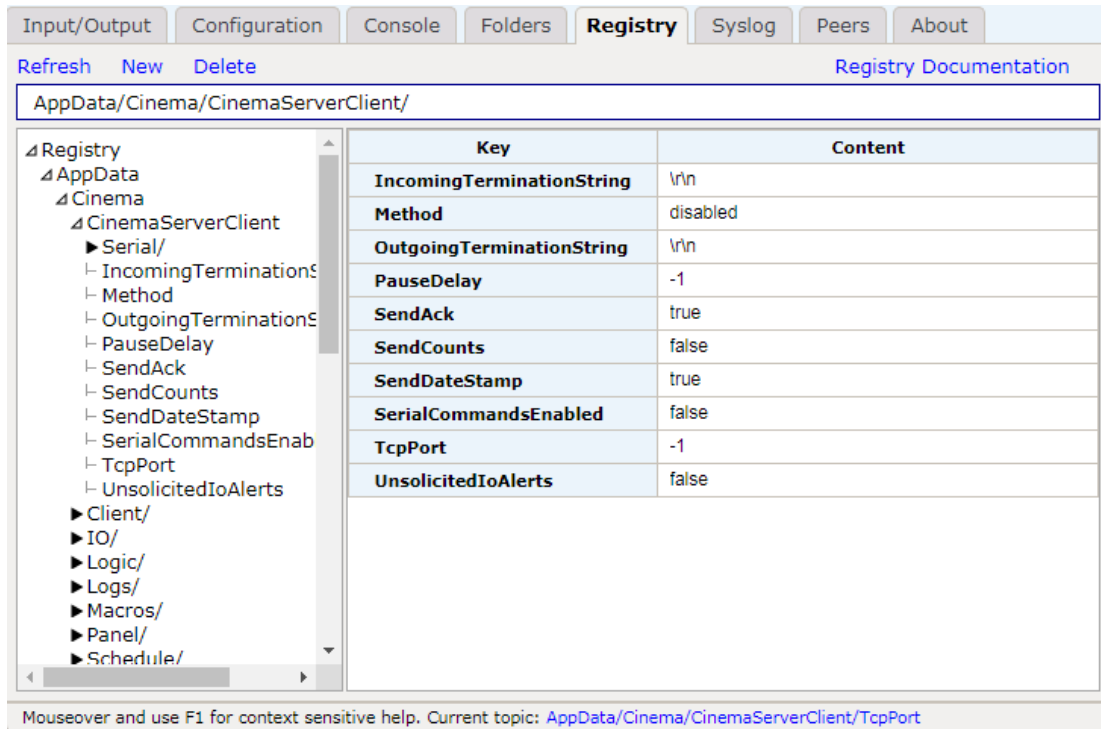 Input/Output Configuration Console Folders Registry Syslog Peers About
Refresh New Delete Registry Documentation
AppData/Cinema/CinemaServerClient/
Registry
AppData
Cinema
CinemaServerClient
Serial/
IncomingTerminationS
Method
OutgoingTerminationS
PauseDelay
SendAck
SendCounts
SendDateStamp
SerialCommandsEnab
TcpPort
UnsolicitedIoAlerts
Client/
IO/
Logic/
Logs/
Macros/
Panel/
Schedule/
Key Content
IncomingTerminationString \r\n
Method disabled
OutgoingTerminationString \r\n
PauseDelay -1
SendAck true
SendCounts false
SendDateStamp true
SerialCommandsEnabled false
TcpPort -1
UnsolicitedIoAlerts false
Mouseover and use F1 for context sensitive help. Current topic: AppData/Cinema/CinemaServerClient/TcpPort